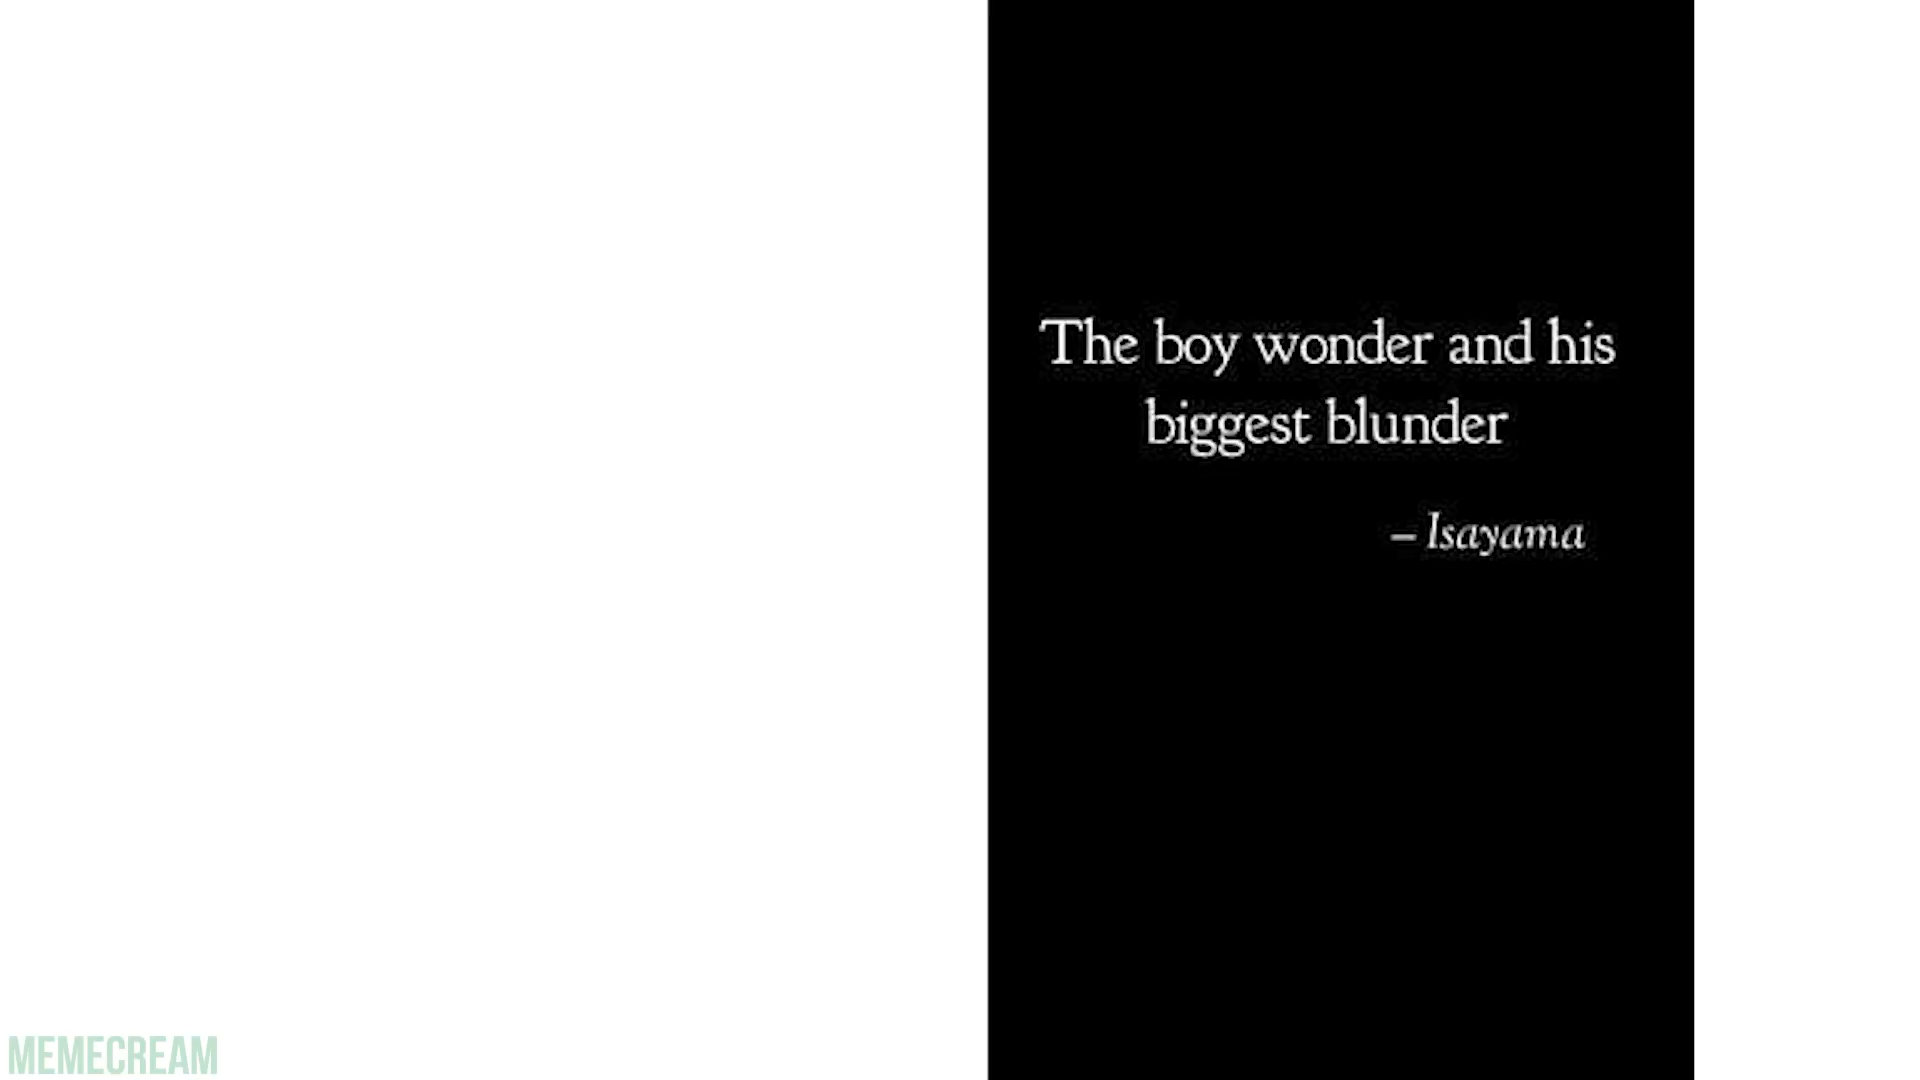 The boy wonder and his
biggest blunder
– Isayama
MEMECREAM